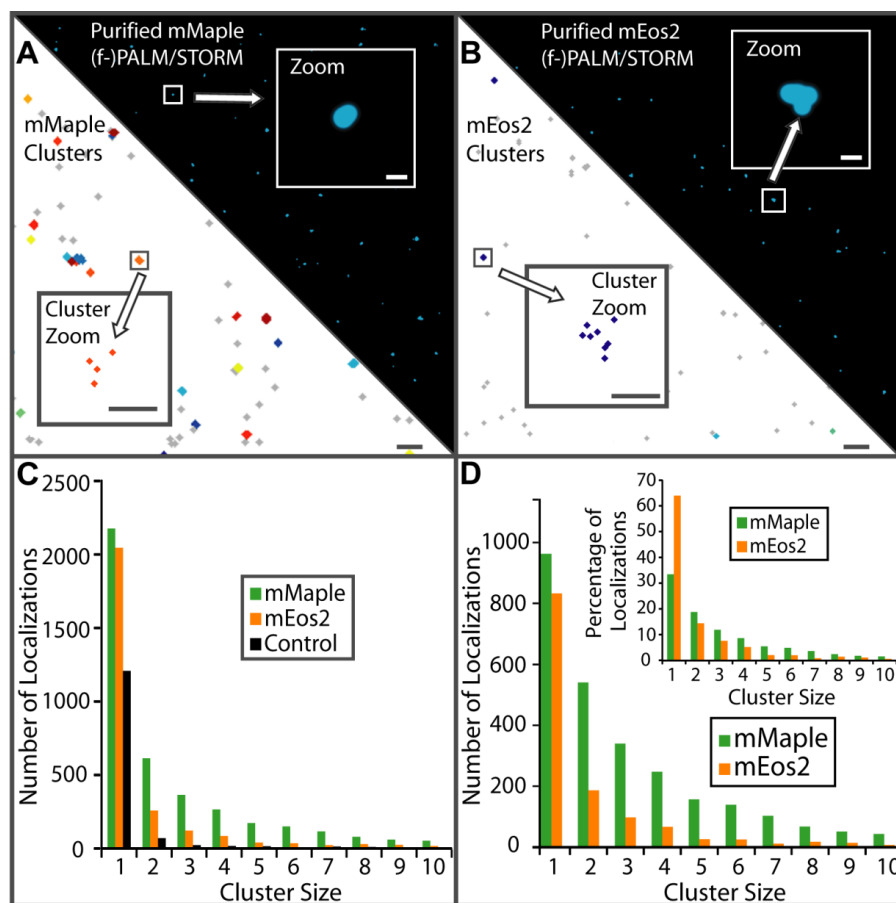 A
Purified mMaple
(f-)PALM/STORM
Zoom
mMaple
Clusters
Cluster
Zoom
B
Purified mEos2
(f-)PALM/STORM
Zoom
mEos2
Clusters
Cluster
Zoom
C
2500
2000
1500
1000
500
0
Number of Localizations
mMaple
mEos2
Control
1 2 3 4 5 6 7 8 9 10
Cluster Size
D
1000
800
600
400
200
0
Number of Localizations
70
60
50
40
30
20
10
0
Percentage of
Localizations
mMaple
mEos2
1 2 3 4 5 6 7 8 9 10
Cluster Size
mMaple
mEos2
1 2 3 4 5 6 7 8 9 10
Cluster Size